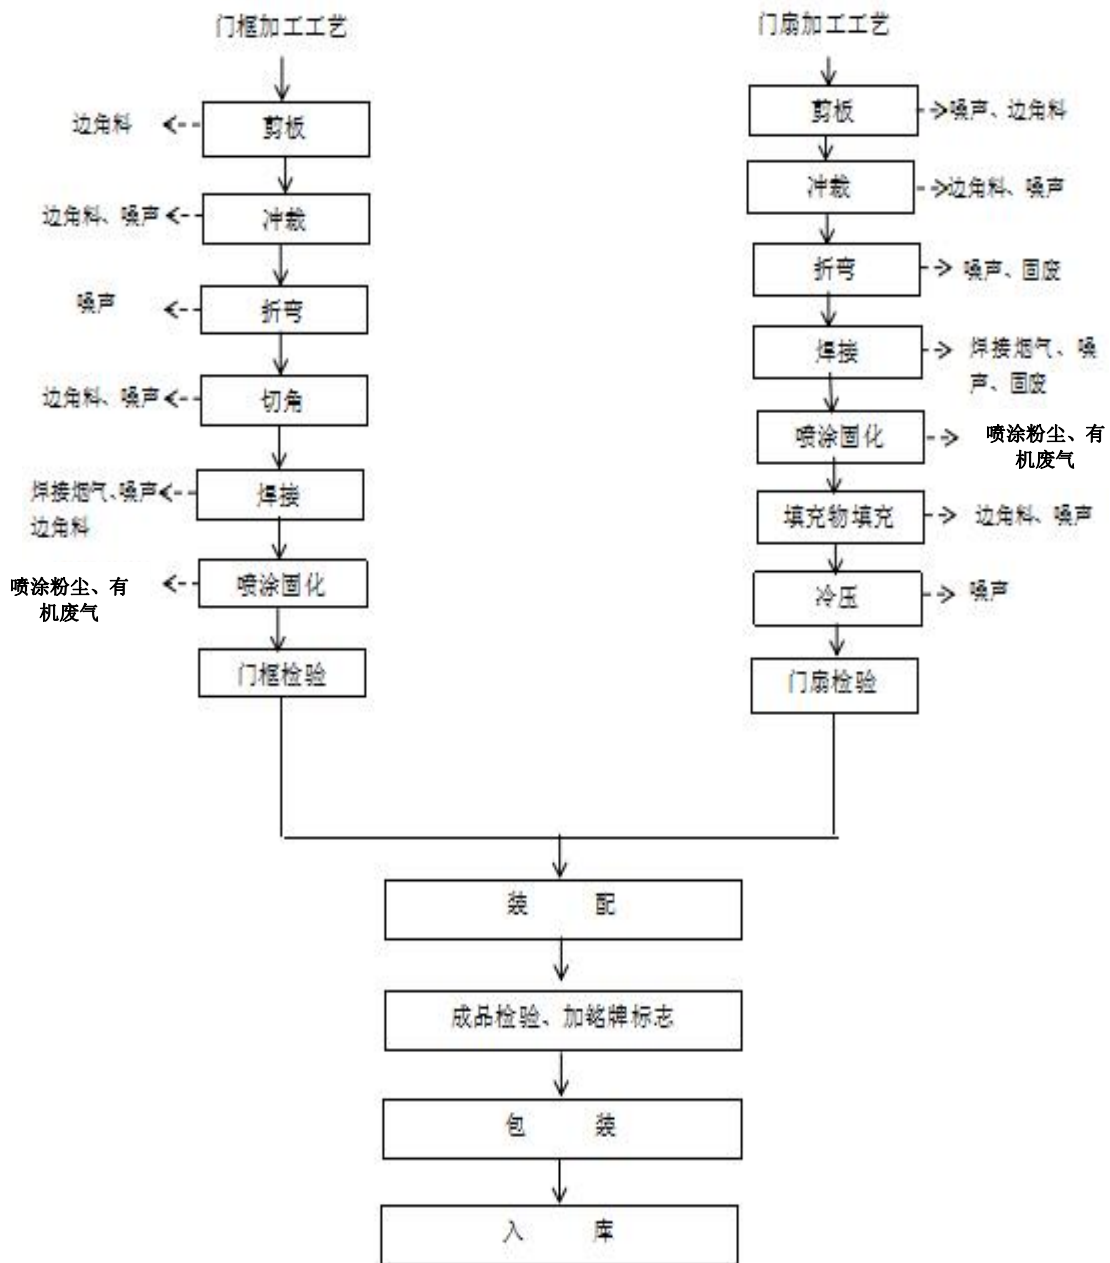 门框加工工艺
边角料
剪板
边角料、噪声
冲裁
噪声
折弯
边角料、噪声
切角
焊接烟气、噪声
边角料
焊接
喷涂粉尘、有
机废气
喷涂固化
门框检验
门扇加工工艺
剪板
噪声、边角料
冲裁
边角料、噪声
折弯
噪声、固废
焊接
焊接烟气、噪
声、固废
喷涂固化
喷涂粉尘、有
机废气
填充物填充
边角料、噪声
冷压
噪声
门扇检验
装 配
成品检验、加铭牌标志
包 装
入 库